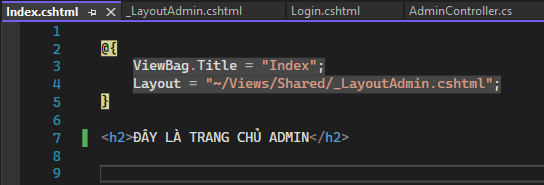 Index.cshtml
_LayoutAdmin.cshtml
Login.cshtml
AdminController.cs
1
2 @{
3 ViewBag.Title = "Index";
4 Layout = "~/Views/Shared/_LayoutAdmin.cshtml";
5 }
6
7 <h2>ĐÂY LÀ TRANG CHỦ ADMIN</h2>
8
9